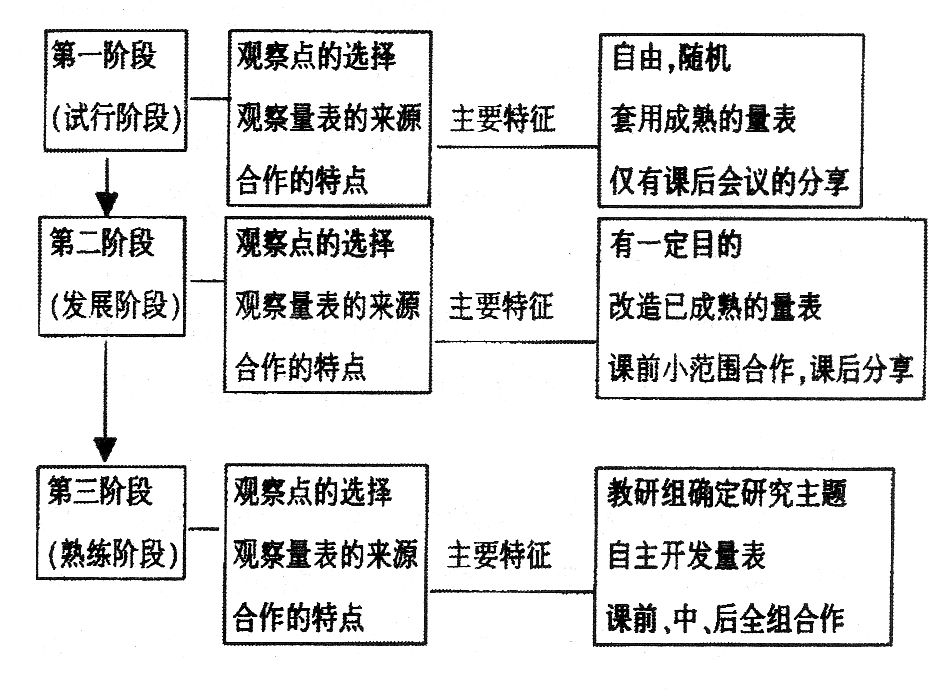 第一阶段
(试行阶段)
观察点的选择
观察量表的来源
合作的特点
主要特征
自由,随机
套用成熟的量表
仅有课后会议的分享
第二阶段
(发展阶段)
观察点的选择
观察量表的来源
合作的特点
主要特征
有一定目的
改造已成熟的量表
课前小范围合作,课后分享
第三阶段
(熟练阶段)
观察点的选择
观察量表的来源
合作的特点
主要特征
教研组确定研究主题
自主开发量表
课前、中、后全组合作